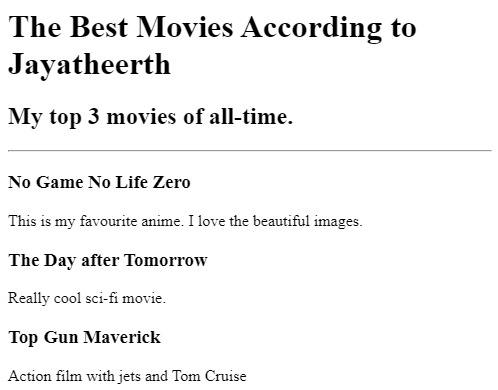 The Best Movies According to
Jayatheerth
My top 3 movies of all-time.
No Game No Life Zero
This is my favourite anime. I love the beautiful images.
The Day after Tomorrow
Really cool sci-fi movie.
Top Gun Maverick
Action film with jets and Tom Cruise